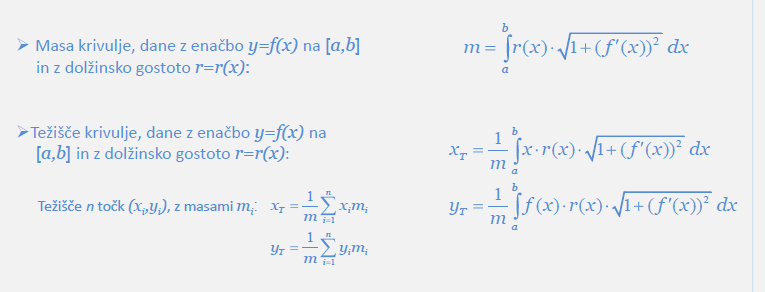 ➢ Masa krivulje, dane z enačbo y=f(x) na [a,b]
in z dolžinsko gostoto r=r(x):
m = ∫_a^b r(x)·√(1+(f′(x))²) dx
➢Težišče krivulje, dane z enačbo y=f(x) na
[a,b] in z dolžinsko gostoto r=r(x):
x_T = 1/m ∫_a^b x·r(x)·√(1+(f′(x))²) dx
y_T = 1/m ∫_a^b f(x)·r(x)·√(1+(f′(x))²) dx
Težišče n točk (x_i,y_i), z masami m_i: x_T = 1/m ∑_{i=1}^n x_i m_i
y_T = 1/m ∑_{i=1}^n y_i m_i